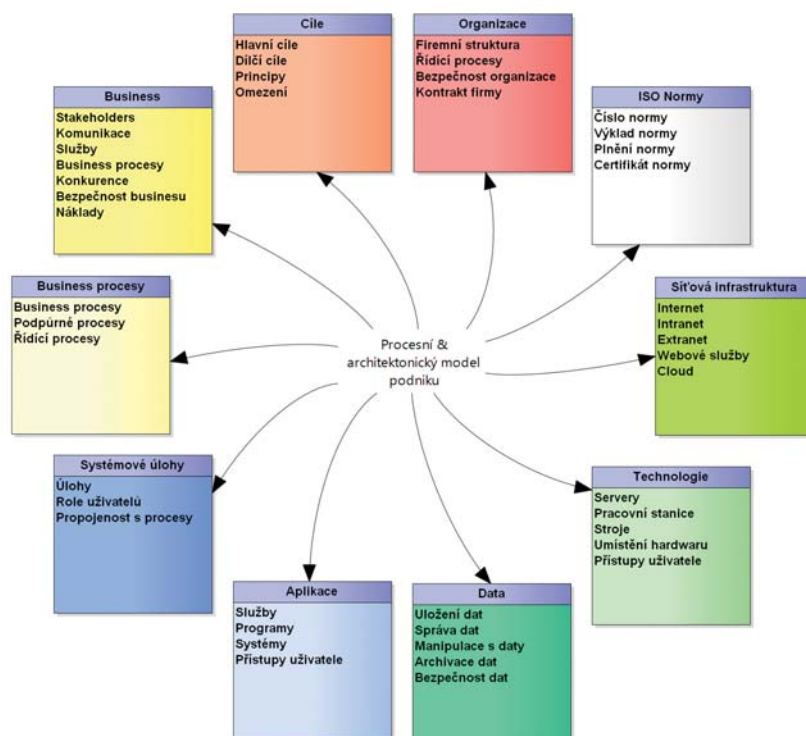 Cíle
Hlavní cíle
Dílčí cíle
Principy
Omezení
Organizace
Firemní struktura
Řídící procesy
Bezpečnost organizace
Kontrakt firmy
Business
Stakeholders
Komunikace
Služby
Business procesy
Konkurence
Bezpečnost businesu
Náklady
ISO Normy
Číslo normy
Výklad normy
Plnění normy
Certifikát normy
Business procesy
Business procesy
Podpůrné procesy
Řídící procesy
Síťová infrastruktura
Internet
Intranet
Extranet
Webové služby
Cloud
Procesní &
architektonický model
podniku
Systémové úlohy
Úlohy
Role uživatelů
Propojenost s procesy
Technologie
Servery
Pracovní stanice
Stroje
Umístění hardwaru
Přístupy uživatele
Aplikace
Služby
Programy
Systémy
Přístupy uživatele
Data
Uložení dat
Správa dat
Manipulace s daty
Archivace dat
Bezpečnost dat